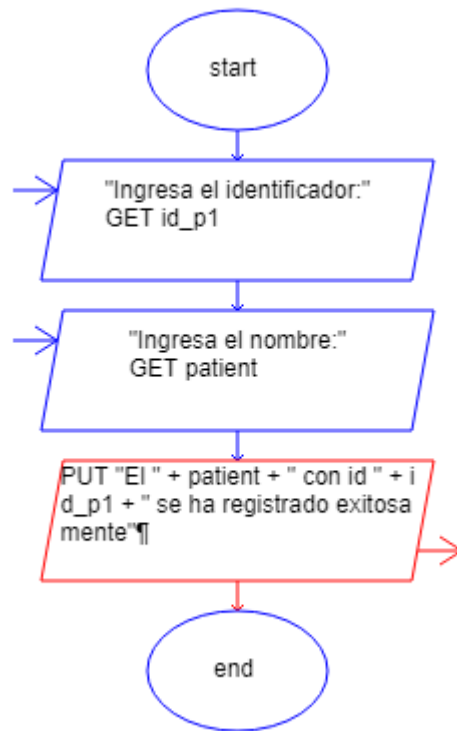 start
"Ingresa el identificador:"
GET id_p1
"Ingresa el nombre:"
GET patient
PUT "El " + patient + " con id " + i
d_p1 + " se ha registrado exitosa
mente"¶
end